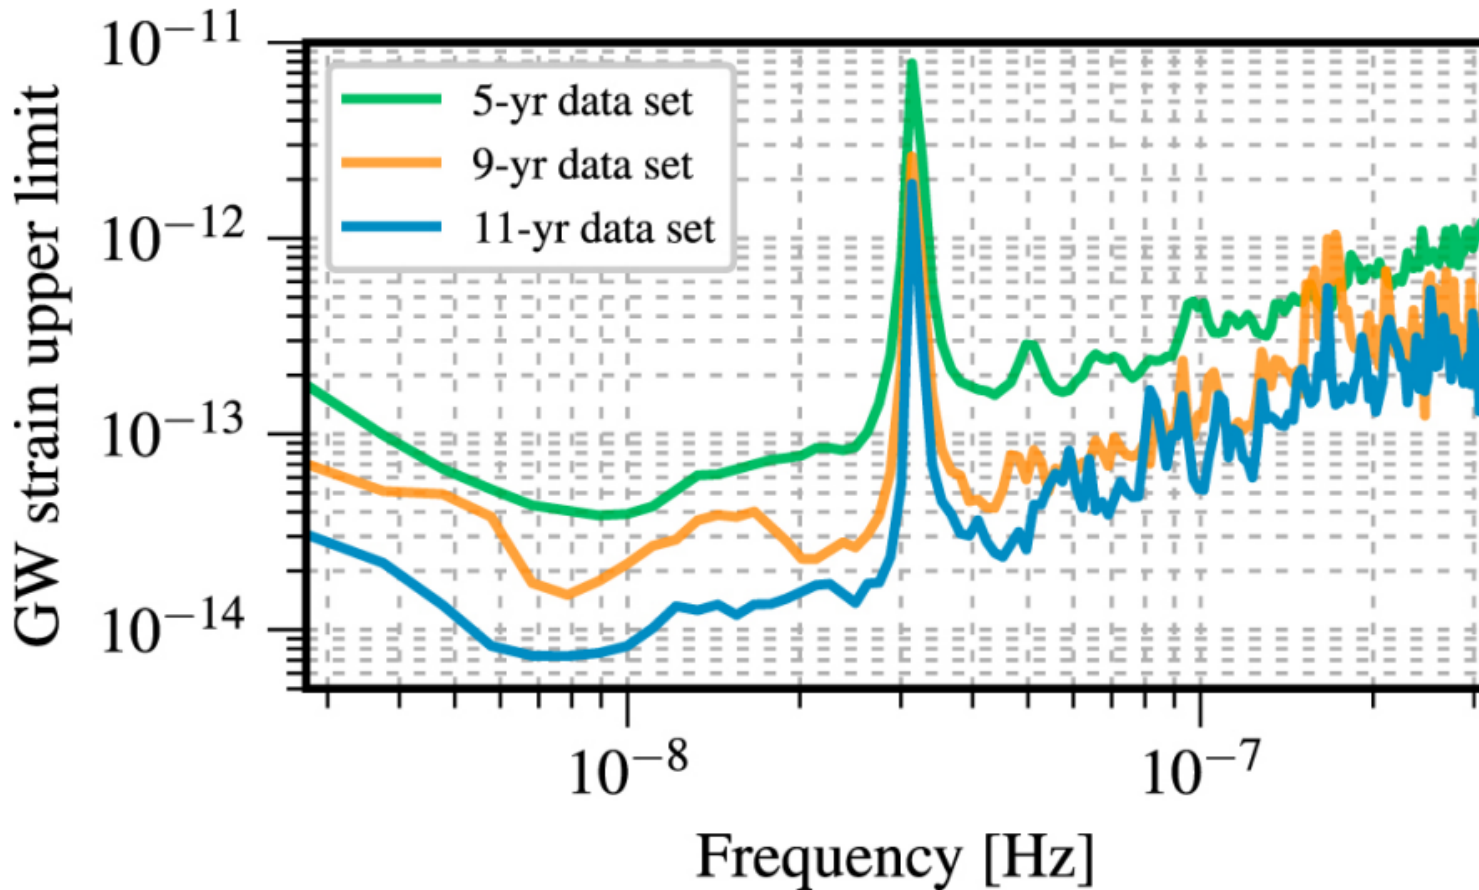 GW strain upper limit
10⁻¹¹
10⁻¹²
10⁻¹³
10⁻¹⁴
5-yr data set
9-yr data set
11-yr data set
10⁻⁸ 10⁻⁷
Frequency [Hz]